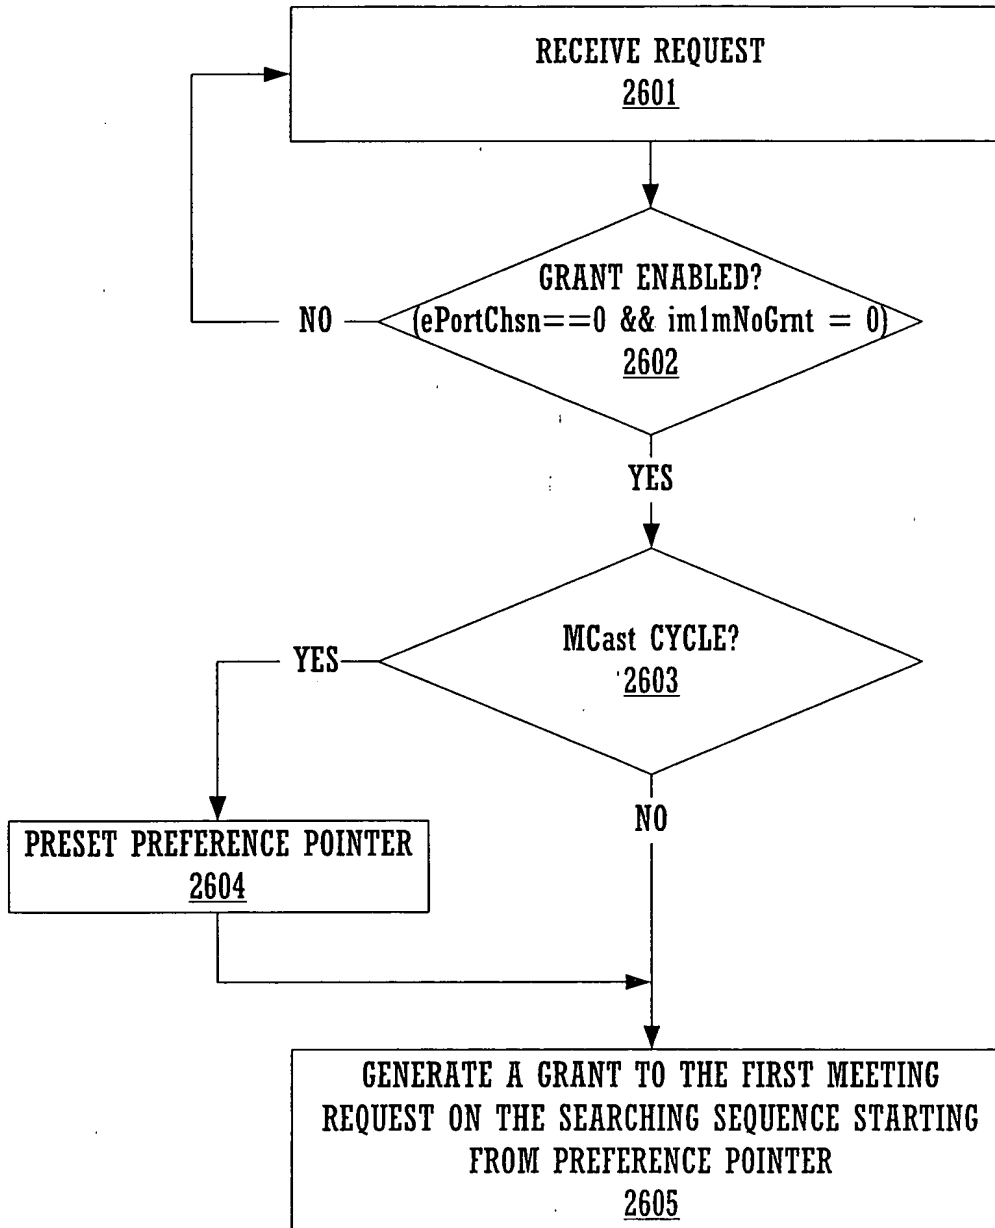 RECEIVE REQUEST
2601
GRANT ENABLED?
(ePortChsn==0 && im1mNoGrnt = 0)
2602
NO
YES
MCast CYCLE?
2603
YES
NO
PRESET PREFERENCE POINTER
2604
GENERATE A GRANT TO THE FIRST MEETING
REQUEST ON THE SEARCHING SEQUENCE STARTING
FROM PREFERENCE POINTER
2605